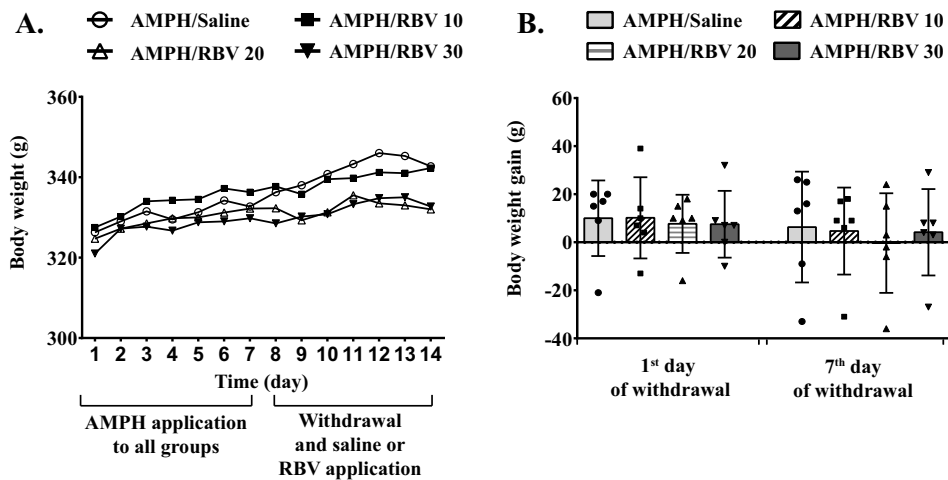 A.
AMPH/Saline
AMPH/RBV 10
AMPH/RBV 20
AMPH/RBV 30
Body weight (g)
360
340
320
300
1 2 3 4 5 6 7 8 9 10 11 12 13 14
Time (day)
AMPH application
to all groups
Withdrawal
and saline or
RBV application
B.
AMPH/Saline
AMPH/RBV 10
AMPH/RBV 20
AMPH/RBV 30
Body weight gain (g)
60
40
20
0
-20
-40
1st day
of withdrawal
7th day
of withdrawal